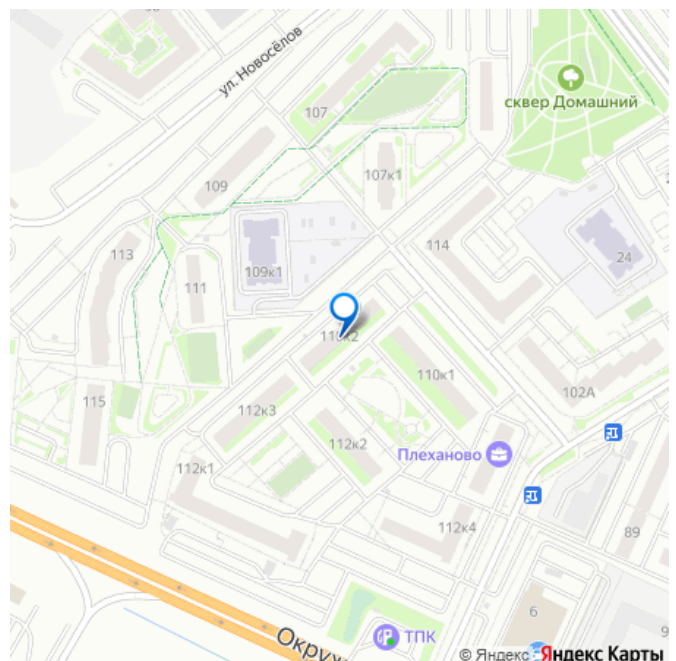 ул. Новосёлов
107
сквер Домашний
107к1
109
114
24
113
109к1
111
110к2
110к1
102А
115
112к3
112к2
Плеханово
112к1
112к4
89
6
ТПК
© Яндекс
Яндекс Карты